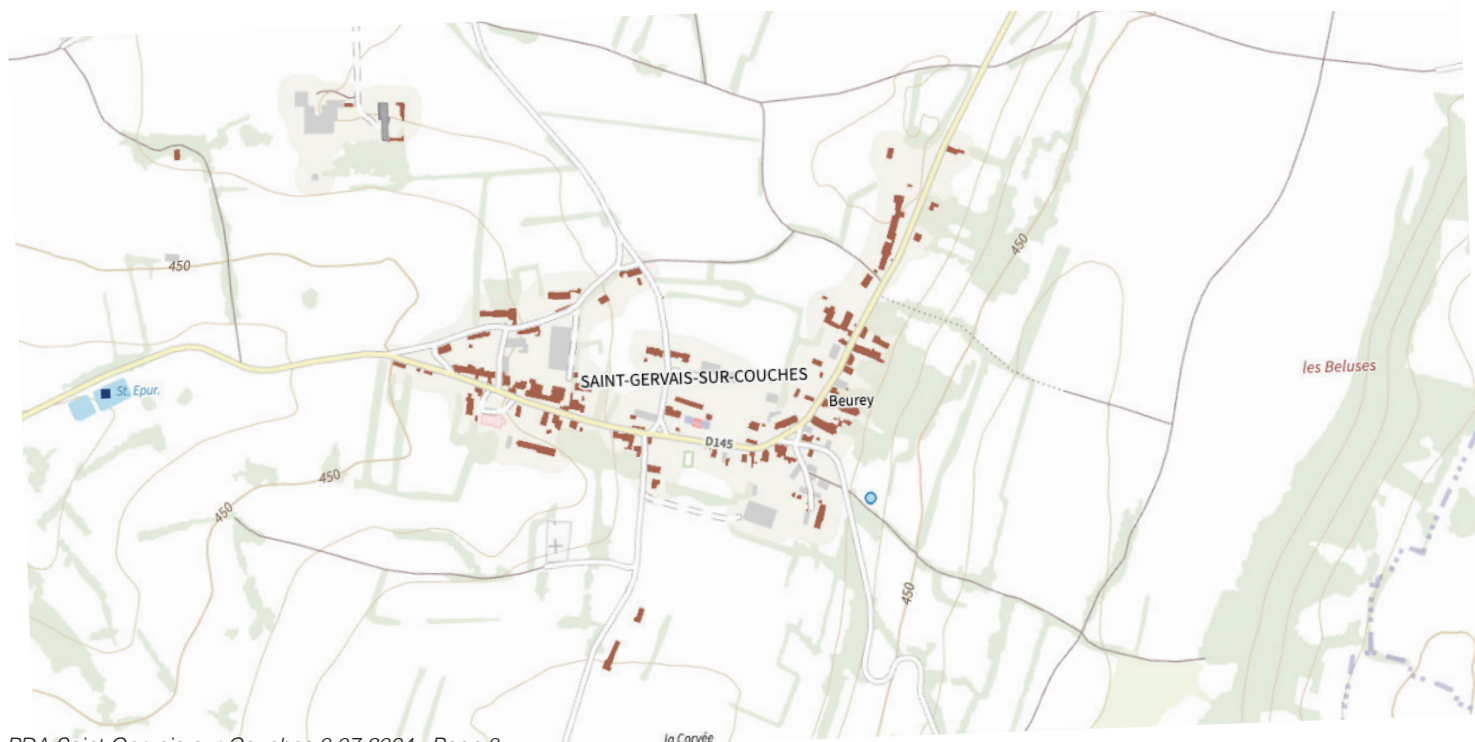 450
450
SAINT-GERVAIS-SUR-COUCHES
les Beluses
St. Epur.
Beurey
D145
450
450
450
la Corvée